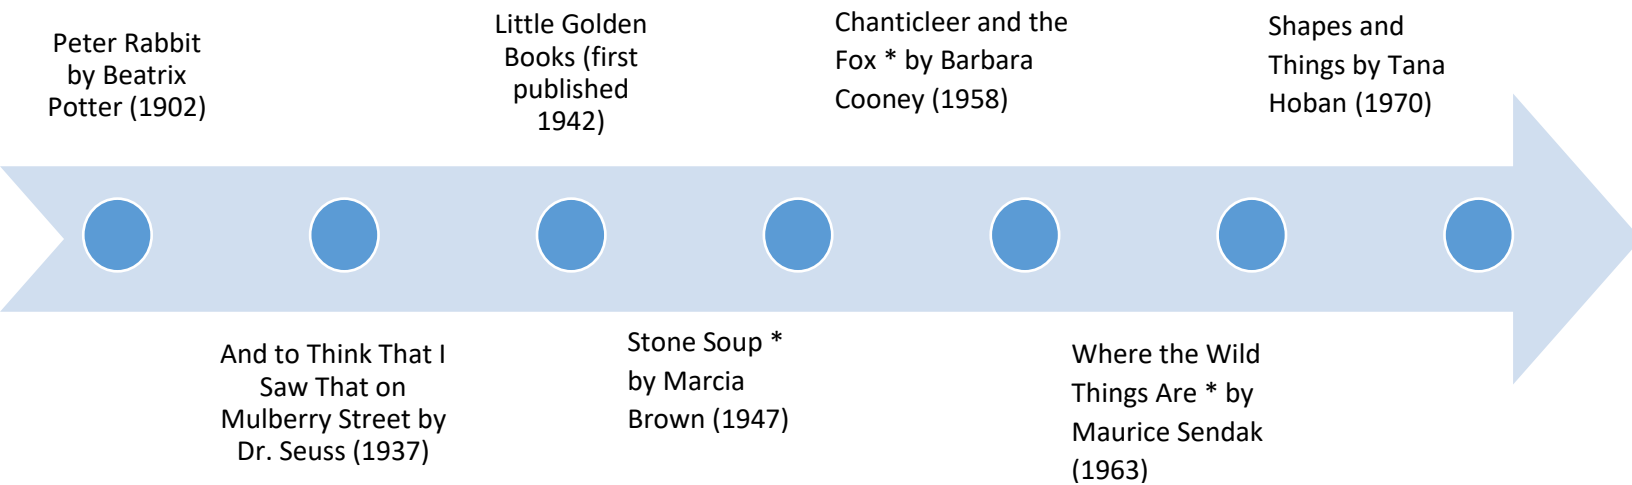 Peter Rabbit
by Beatrix
Potter (1902)
And to Think That I
Saw That on
Mulberry Street by
Dr. Seuss (1937)
Little Golden
Books (first
published
1942)
Stone Soup *
by Marcia
Brown (1947)
Chanticleer and the
Fox * by Barbara
Cooney (1958)
Where the Wild
Things Are * by
Maurice Sendak
(1963)
Shapes and
Things by Tana
Hoban (1970)